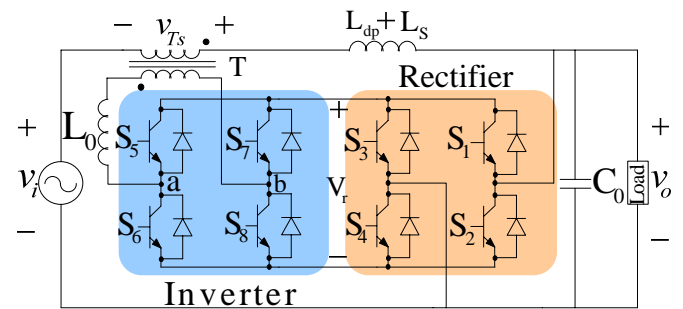 − v_Ts +
L_dp + L_S
T
Rectifier
+
L_0
S_5
S_7
+
S_3
S_1
+
+
v_i
a
b
V_r
C_0
Load
v_o
−
S_6
S_8
S_4
S_2
−
−
Inverter